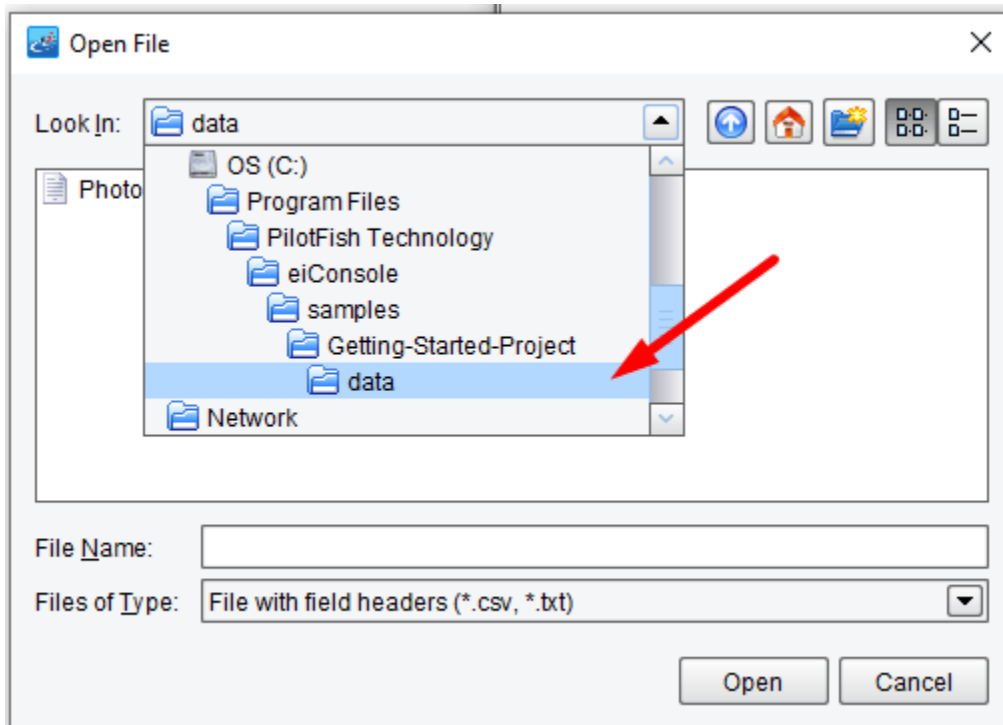 Open File
Look In: data
Photo
OS (C:)
Program Files
PilotFish Technology
eiConsole
samples
Getting-Started-Project
data
Network
File Name:
Files of Type: File with field headers (*.csv, *.txt)
Open Cancel